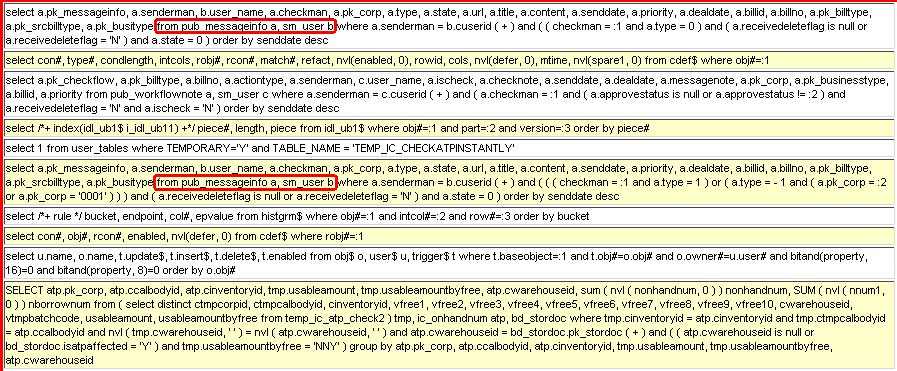 select a.pk_messageinfo, a.senderman, b.user_name, a.checkman, a.pk_corp, a.type, a.state, a.url, a.title, a.content, a.senddate, a.priority, a.dealdate, a.billid, a.billno, a.pk_billtype,
a.pk_srcbilltype, a.pk_busitype from pub_messageinfo a, sm_user b where a.senderman = b.cuserid ( + ) and ( ( checkman = :1 and a.type = 0 ) and ( a.receivedeleteflag is null or
a.receivedeleteflag = 'N' ) and a.state = 0 ) order by senddate desc
select con#, type#, condlength, intcols, robj#, rcon#, match#, refact, nvl(enabled, 0), rowid, cols, nvl(defer, 0), mtime, nvl(spare1, 0) from cdef$ where obj#=:1
select a.pk_checkflow, a.pk_billtype, a.billno, a.actiontype, a.senderman, c.user_name, a.ischeck, a.checknote, a.senddate, a.dealdate, a.messagenote, a.pk_corp, a.pk_businesstype,
a.billid, a.priority from pub_workflownote a, sm_user c where a.senderman = c.cuserid ( + ) and ( a.checkman = :1 and ( a.approvestatus is null or a.approvestatus != :2 ) and
a.receivedeleteflag = 'N' and a.ischeck = 'N' ) order by senddate desc
select /*+ index(idl_ub1$ i_idl_ub11) +*/ piece#, length, piece from idl_ub1$ where obj#=:1 and part=:2 and version=:3 order by piece#
select 1 from user_tables where TEMPORARY='Y' and TABLE_NAME = 'TEMP_IC_CHECKATPINSTANTLY'
select a.pk_messageinfo, a.senderman, b.user_name, a.checkman, a.pk_corp, a.type, a.state, a.url, a.title, a.content, a.senddate, a.priority, a.dealdate, a.billid, a.billno, a.pk_billtype,
a.pk_srcbilltype, a.pk_busitype from pub_messageinfo a, sm_user b where a.senderman = b.cuserid ( + ) and ( ( ( checkman = :1 and a.type = 1 ) or ( a.type = - 1 and ( a.pk_corp = :2
or a.pk_corp = '0001' ) ) ) and ( a.receivedeleteflag is null or a.receivedeleteflag = 'N' ) and a.state = 0 ) order by senddate desc
select /*+ rule */ bucket, endpoint, col#, epvalue from histgrm$ where obj#=:1 and intcol#=:2 and row#=:3 order by bucket
select con#, obj#, rcon#, enabled, nvl(defer, 0) from cdef$ where robj#=:1
select u.name, o.name, t.update$, t.insert$, t.delete$, t.enabled from obj$ o, user$ u, trigger$ t where t.baseobject=:1 and t.obj#=o.obj# and o.owner#=u.user# and bitand(property,
16)=0 and bitand(property, 8)=0 order by o.obj#
SELECT atp.pk_corp, atp.ccalbodyid, atp.cinventoryid, tmp.usableamount, tmp.usableamountbyfree, atp.cwarehouseid, sum ( nvl ( nonhandnum, 0 ) ) nonhandnum, SUM ( nvl ( nnum1,
0 ) ) nborrownum from ( select distinct ctmpcorpid, ctmpcalbodyid, cinventoryid, vfree1, vfree2, vfree3, vfree4, vfree5, vfree6, vfree7, vfree8, vfree9, vfree10, cwarehouseid,
vtmpbatchcode, usableamount, usableamountbyfree from temp_ic_atp_check2 ) tmp, ic_onhandnum atp, bd_stordoc where tmp.cinventoryid = atp.cinventoryid and tmp.ctmpcalbodyid
= atp.ccalbodyid and nvl ( tmp.cwarehouseid, ' ' ) = nvl ( atp.cwarehouseid, ' ' ) and atp.cwarehouseid = bd_stordoc.pk_stordoc ( + ) and ( ( atp.cwarehouseid is null or
bd_stordoc.isatpaffected = 'Y' ) and tmp.usableamountbyfree = 'NNY' ) group by atp.pk_corp, atp.ccalbodyid, atp.cinventoryid, tmp.usableamount, tmp.usableamountbyfree,
atp.cwarehouseid